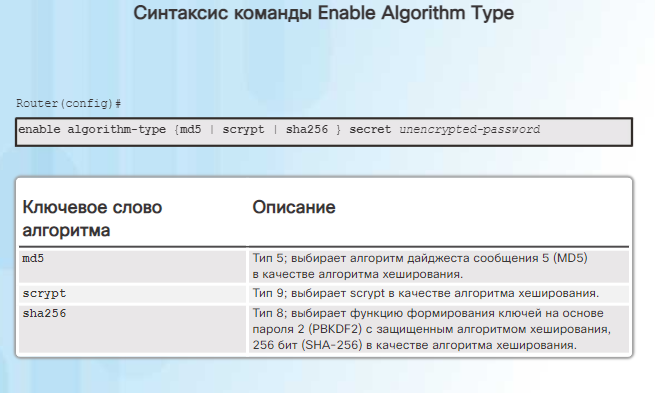 Синтаксис команды Enable Algorithm Type
Router(config)#
enable algorithm-type {md5 | scrypt | sha256 } secret unencrypted-password
Ключевое слово
алгоритма
Описание
md5
Тип 5; выбирает алгоритм дайджеста сообщения 5 (MD5)
в качестве алгоритма хеширования.
scrypt
Тип 9; выбирает scrypt в качестве алгоритма хеширования.
sha256
Тип 8; выбирает функцию формирования ключей на основе
пароля 2 (PBKDF2) с защищенным алгоритмом хеширования,
256 бит (SHA-256) в качестве алгоритма хеширования.